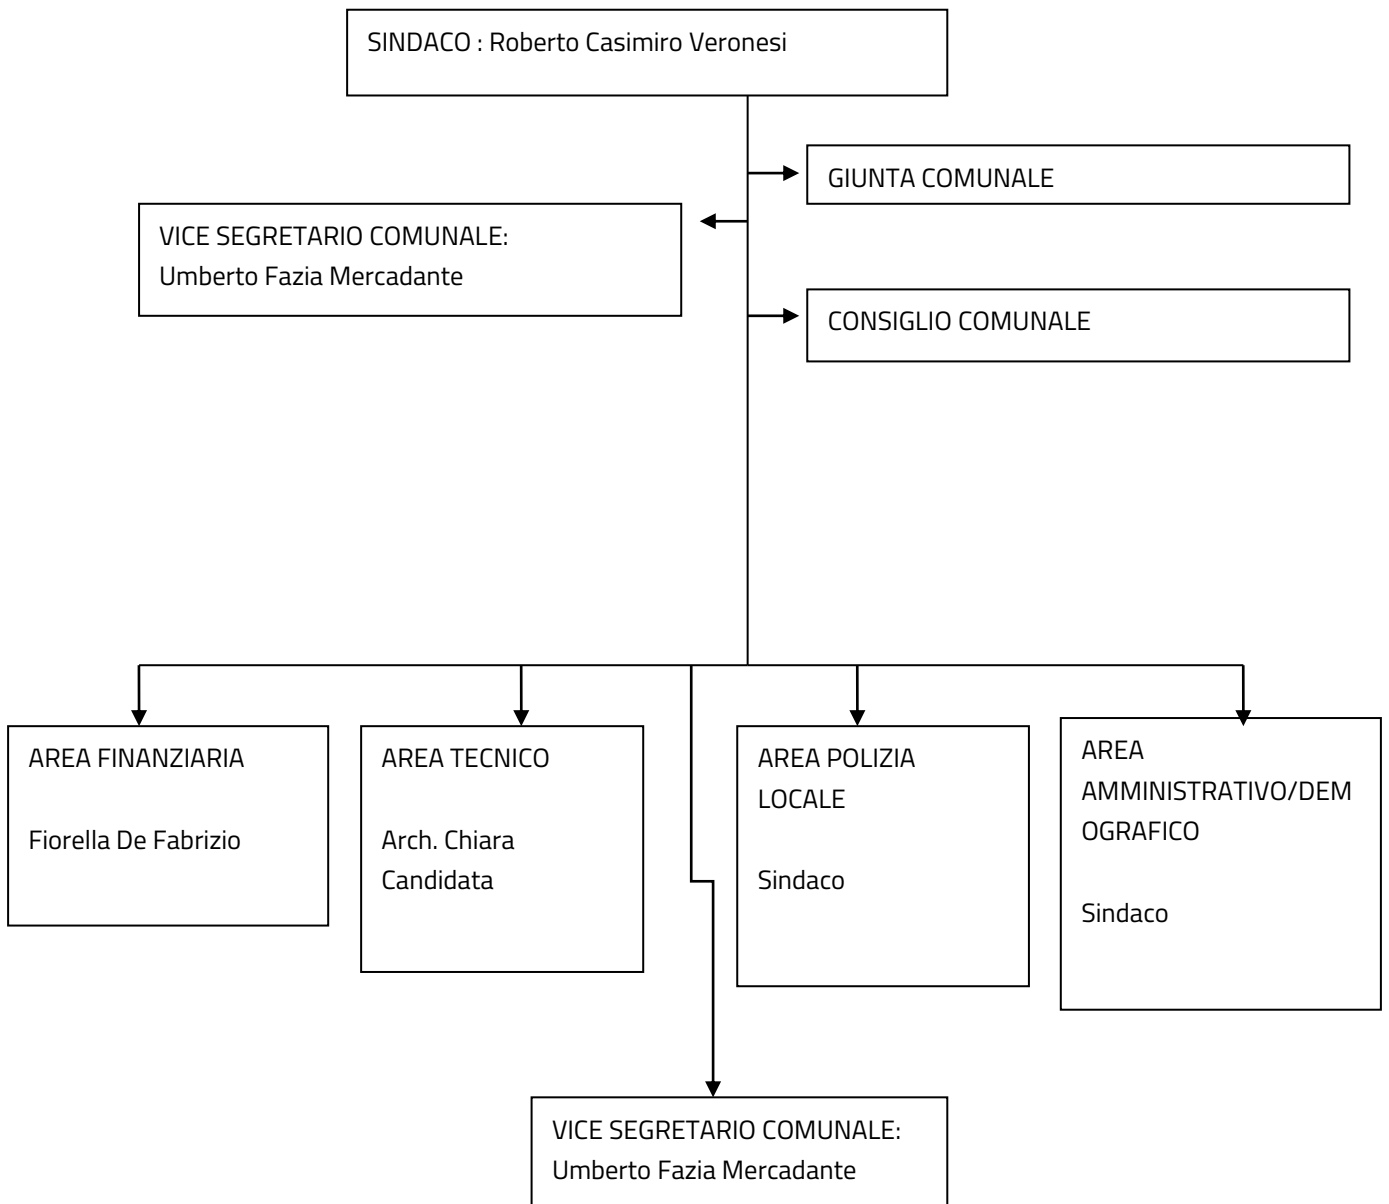 SINDACO : Roberto Casimiro Veronesi
GIUNTA COMUNALE
VICE SEGRETARIO COMUNALE:
Umberto Fazia Mercadante
CONSIGLIO COMUNALE
AREA FINANZIARIA
Fiorella De Fabrizio
AREA TECNICO
Arch. Chiara
Candidata
AREA POLIZIA
LOCALE
Sindaco
AREA
AMMINISTRATIVO/DEM
OGRAFICO
Sindaco
VICE SEGRETARIO COMUNALE:
Umberto Fazia Mercadante